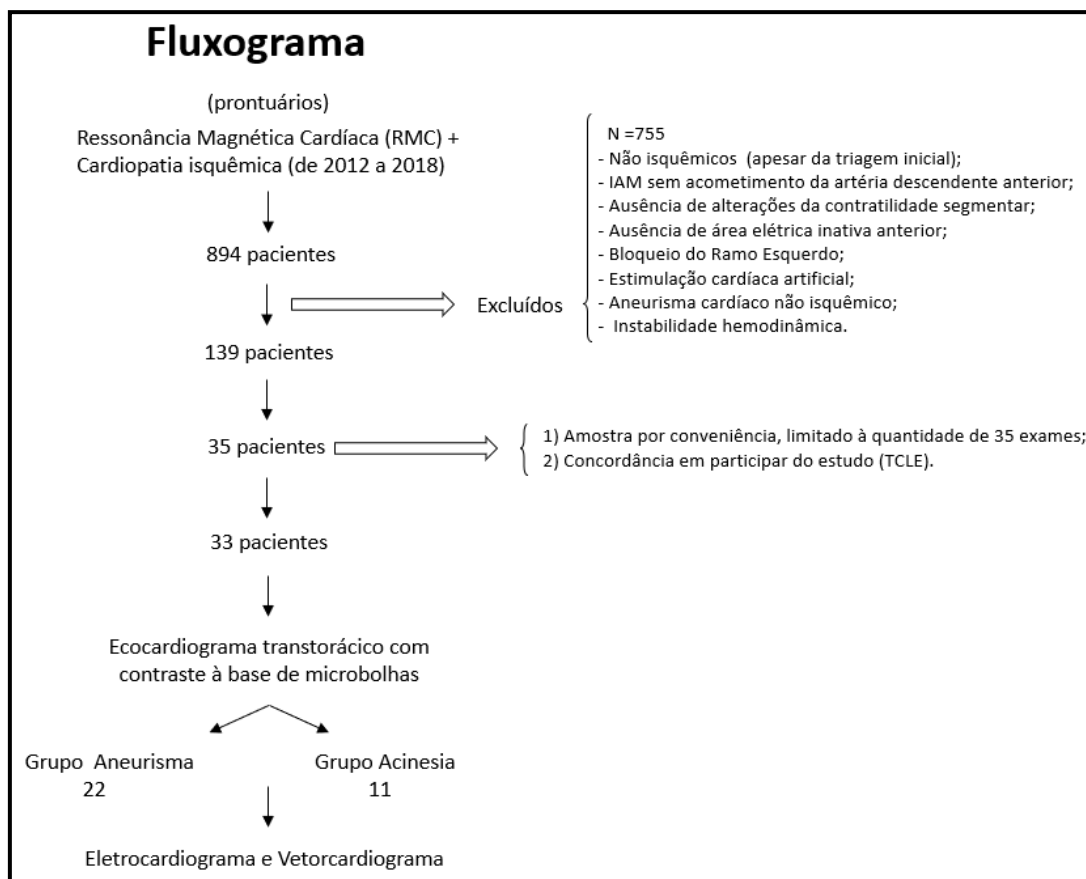 Fluxograma
(prontuários)
Ressonância Magnética Cardíaca (RMC) +
Cardiopatia isquêmica (de 2012 a 2018)
894 pacientes
Excluídos
N =755
- Não isquêmicos (apesar da triagem inicial);
- IAM sem acometimento da artéria descendente anterior;
- Ausência de alterações da contratilidade segmentar;
- Ausência de área elétrica inativa anterior;
- Bloqueio do Ramo Esquerdo;
- Estimulação cardíaca artificial;
- Aneurisma cardíaco não isquêmico;
- Instabilidade hemodinâmica.
139 pacientes
35 pacientes
1) Amostra por conveniência, limitado à quantidade de 35 exames;
2) Concordância em participar do estudo (TCLE).
33 pacientes
Ecocardiograma transtorácico com
contraste à base de microbolhas
Grupo Aneurisma
22
Grupo Acinesia
11
Eletrocardiograma e Vetorcardiograma